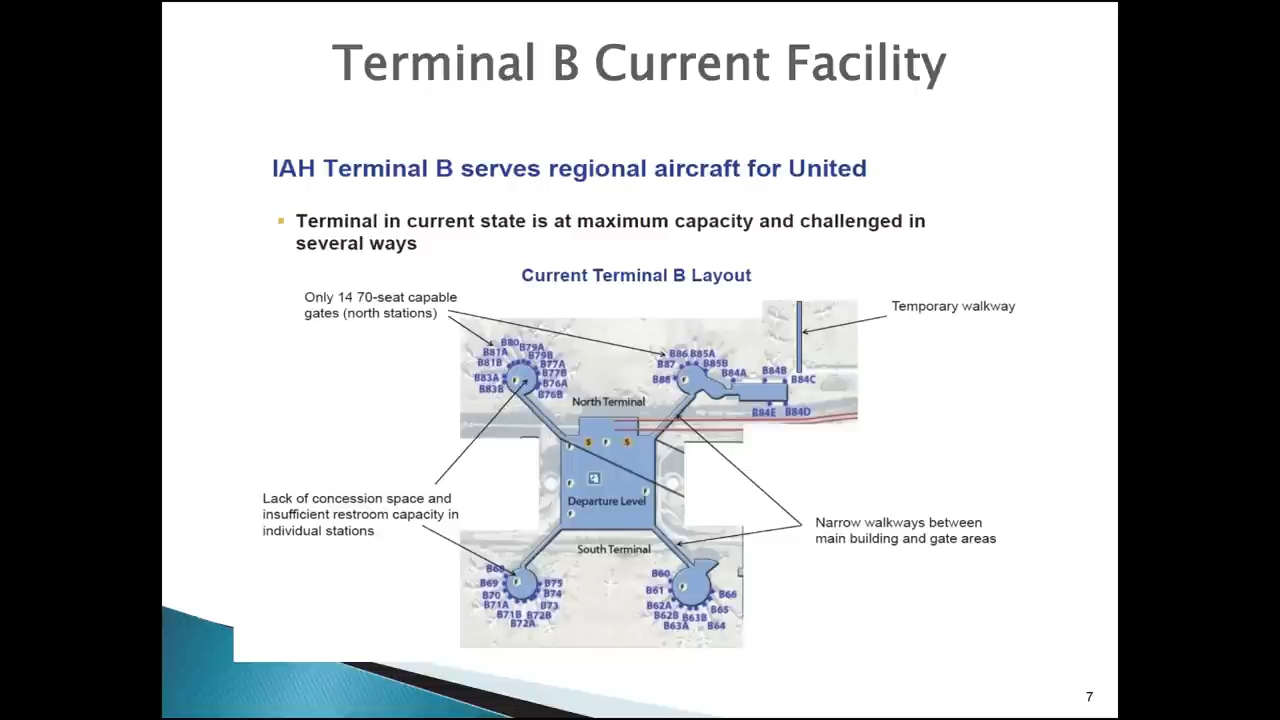 Terminal B Current Facility
IAH Terminal B serves regional aircraft for United
Terminal in current state is at maximum capacity and challenged in
several ways
Current Terminal B Layout
Only 14 70-seat capable
gates (north stations)
Temporary walkway
B80
B79A
B81A
B79B
B81B
B77A
B77B
B83A
B76A
B83B
B76B
F
B86
B85A
B87
B85B
B88
B84A
B84B
B84C
B84E
B84D
F
North Terminal
S
F
S
F
F
F
F
Departure Level
South Terminal
Lack of concession space and
insufficient restroom capacity in
individual stations
Narrow walkways between
main building and gate areas
B68
B69
B75
B70
B74
B71A
B73
B71B
B72B
B72A
F
B60
B61
B66
B62A
B65
B62B
B63B
B63A
B64
F
7